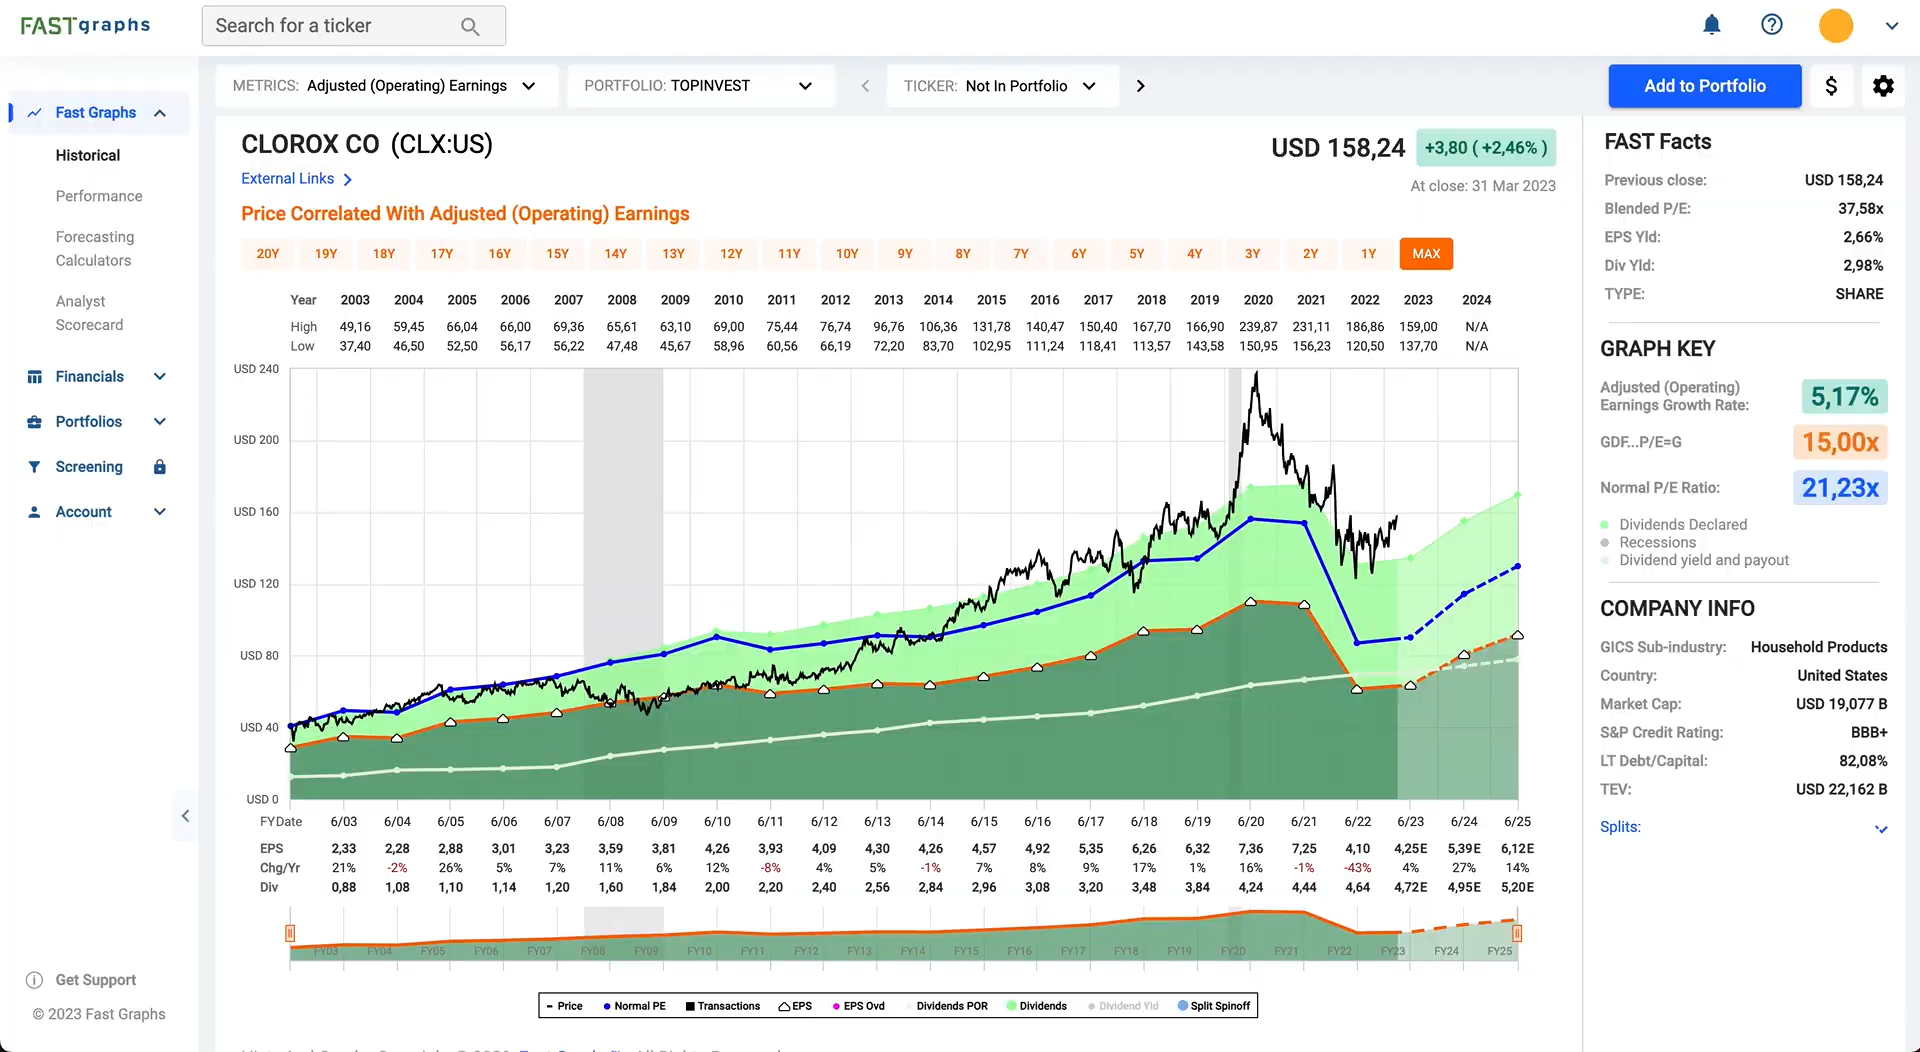 FAST graphs
Search for a ticker
METRICS: Adjusted (Operating) Earnings
PORTFOLIO: TOPINVEST
TICKER: Not In Portfolio
Add to Portfolio
$
Fast Graphs
Historical
Performance
Forecasting
Calculators
Analyst
Scorecard
Financials
Portfolios
Screening
Account
Get Support
© 2023 Fast Graphs
CLOROX CO (CLX:US)
USD 158,24 +3,80 ( +2,46% )
External Links
At close: 31 Mar 2023
Price Correlated With Adjusted (Operating) Earnings
20Y 19Y 18Y 17Y 16Y 15Y 14Y 13Y 12Y 11Y 10Y 9Y 8Y 7Y 6Y 5Y 4Y 3Y 2Y 1Y MAX
Year 2003 2004 2005 2006 2007 2008 2009 2010 2011 2012 2013 2014 2015 2016 2017 2018 2019 2020 2021 2022 2023 2024
High 49,16 59,45 66,04 66,00 69,36 65,61 63,10 69,00 75,44 76,74 96,76 106,36 131,78 140,47 150,40 167,70 166,90 239,87 231,11 186,86 159,00 N/A
Low 37,40 46,50 52,50 56,17 56,22 47,48 45,67 58,96 60,56 66,19 72,20 83,70 102,95 111,24 118,41 113,57 143,58 150,95 156,23 120,50 137,70 N/A
USD 240
USD 200
USD 160
USD 120
USD 80
USD 40
USD 0
FYDate 6/03 6/04 6/05 6/06 6/07 6/08 6/09 6/10 6/11 6/12 6/13 6/14 6/15 6/16 6/17 6/18 6/19 6/20 6/21 6/22 6/23 6/24 6/25
EPS 2,33 2,28 2,88 3,01 3,23 3,59 3,81 4,26 3,93 4,09 4,30 4,26 4,57 4,92 5,35 6,26 6,32 7,36 7,25 4,10 4,25E 5,39E 6,12E
Chg/Yr 21% -2% 26% 5% 7% 11% 6% 12% -8% 4% 5% -1% 7% 8% 9% 17% 1% 16% -1% -43% 4% 27% 14%
Div 0,88 1,08 1,10 1,14 1,20 1,60 1,84 2,00 2,20 2,40 2,56 2,84 2,96 3,08 3,20 3,48 3,84 4,24 4,44 4,64 4,72E 4,95E 5,20E
FY03 FY04 FY05 FY06 FY07 FY08 FY09 FY10 FY11 FY12 FY13 FY14 FY15 FY16 FY17 FY18 FY19 FY20 FY21 FY22 FY23 FY24 FY25
Price Normal PE Transactions EPS EPS Ovd Dividends POR Dividends Dividend Yld Split Spinoff
FAST Facts
Previous close: USD 158,24
Blended P/E: 37,58x
EPS Yld: 2,66%
Div Yld: 2,98%
TYPE: SHARE
GRAPH KEY
Adjusted (Operating)
Earnings Growth Rate: 5,17%
GDF...P/E=G 15,00x
Normal P/E Ratio: 21,23x
Dividends Declared
Recessions
Dividend yield and payout
COMPANY INFO
GICS Sub-industry: Household Products
Country: United States
Market Cap: USD 19,077 B
S&P Credit Rating: BBB+
LT Debt/Capital: 82,08%
TEV: USD 22,162 B
Splits: